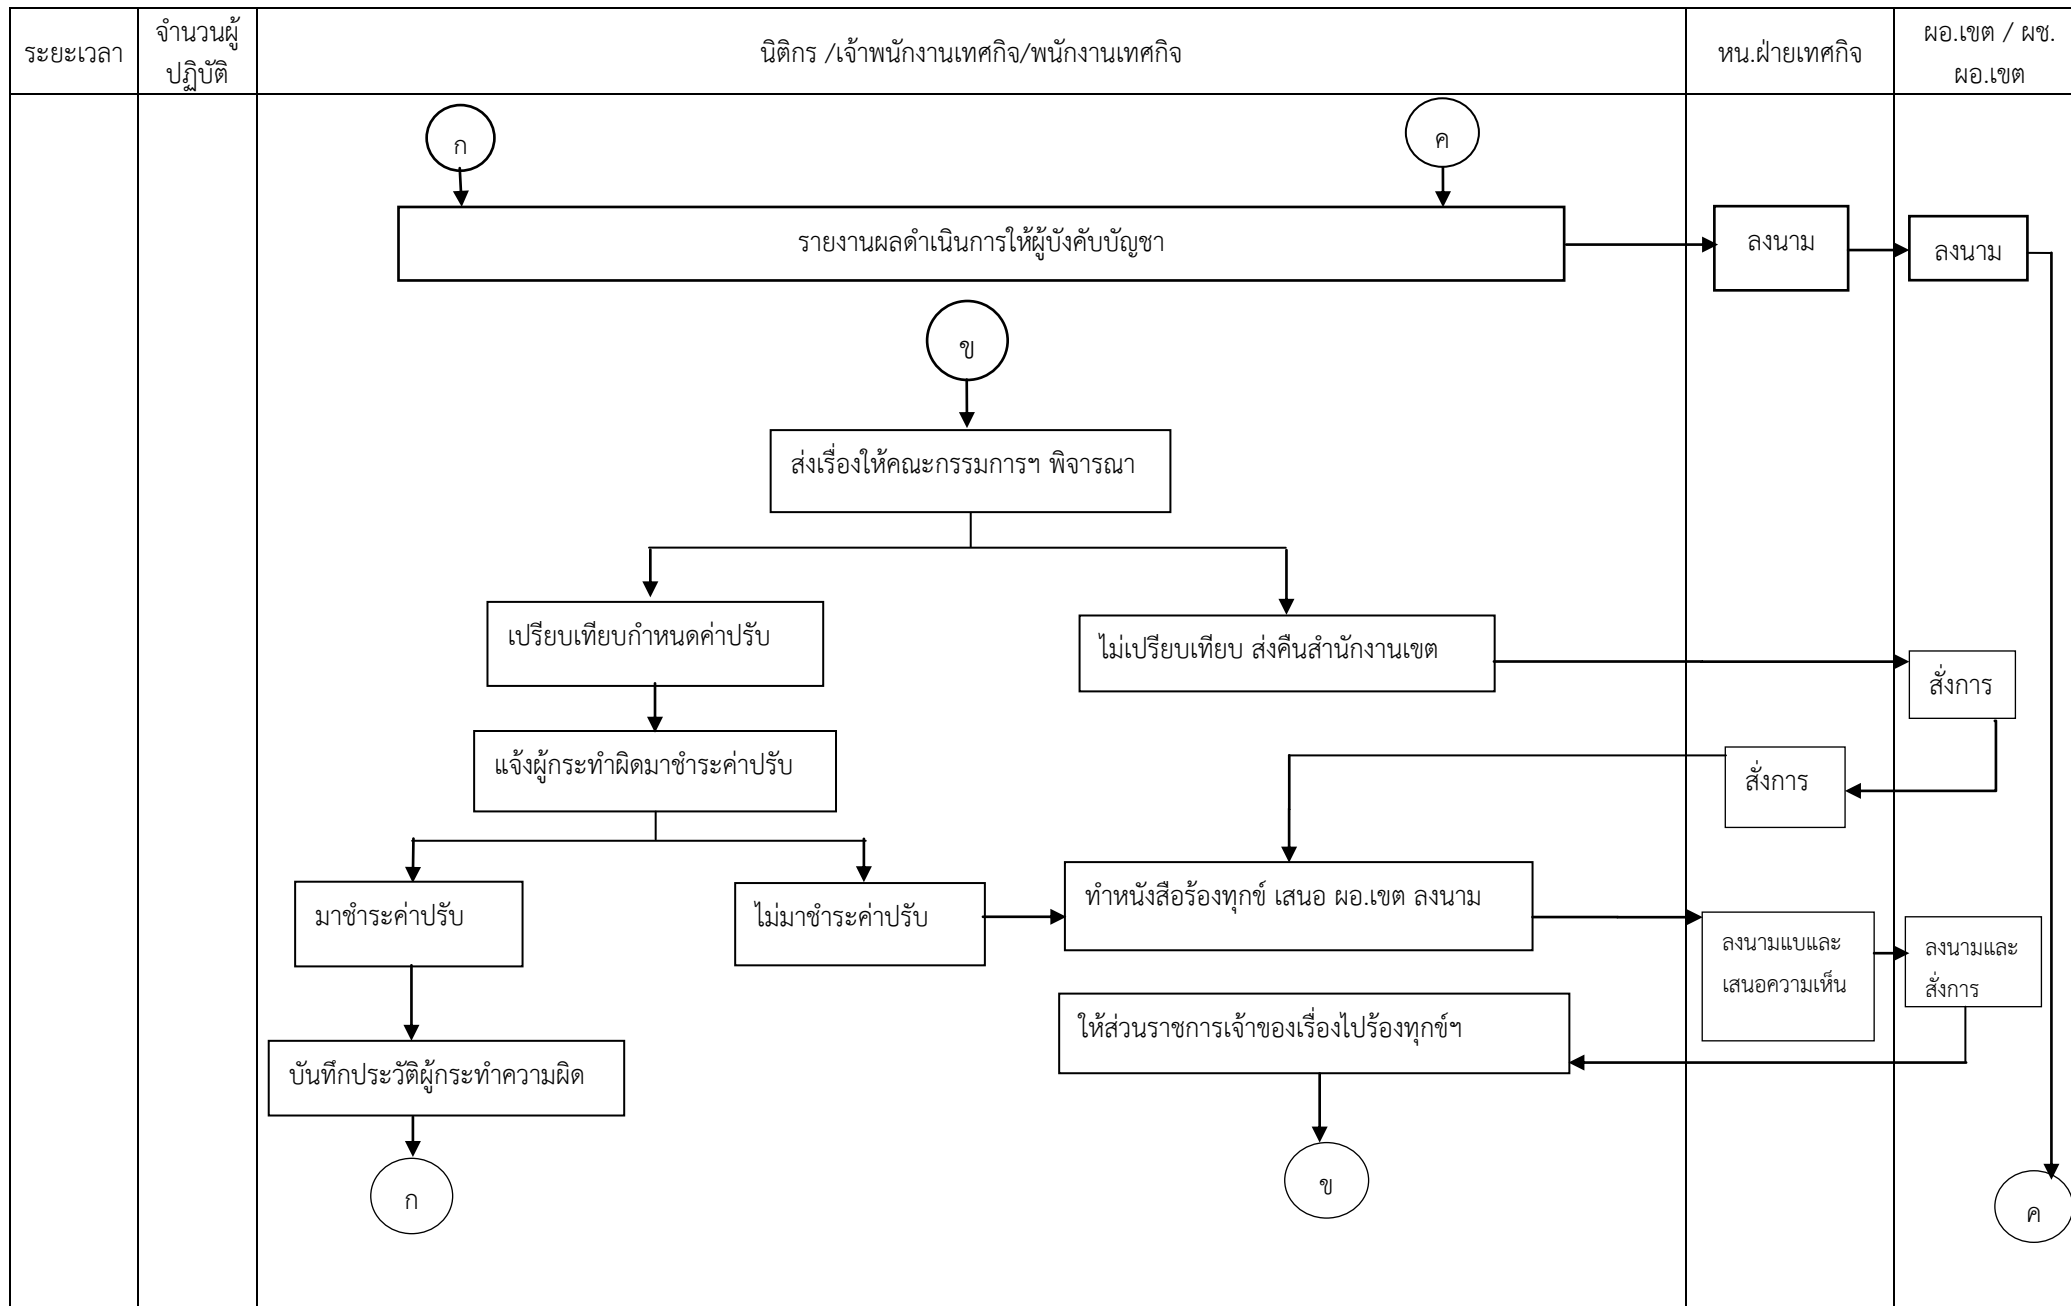 ระยะเวลา
จำนวนผู้
ปฏิบัติ
นิติกร /เจ้าพนักงานเทศกิจ/พนักงานเทศกิจ
หน.ฝ่ายเทศกิจ
ผอ.เขต / ผช.
ผอ.เขต
ก
ค
รายงานผลดำเนินการให้ผู้บังคับบัญชา
ลงนาม
ลงนาม
ข
ส่งเรื่องให้คณะกรรมการฯ พิจารณา
เปรียบเทียบกำหนดค่าปรับ
ไม่เปรียบเทียบ ส่งคืนสำนักงานเขต
สั่งการ
แจ้งผู้กระทำผิดมาชำระค่าปรับ
สั่งการ
มาชำระค่าปรับ
ไม่มาชำระค่าปรับ
ทำหนังสือร้องทุกข์ เสนอ ผอ.เขต ลงนาม
ลงนามแบและ
เสนอความเห็น
ลงนามและ
สั่งการ
ให้ส่วนราชการเจ้าของเรื่องไปร้องทุกข์ฯ
บันทึกประวัติผู้กระทำความผิด
ก
ข
ค